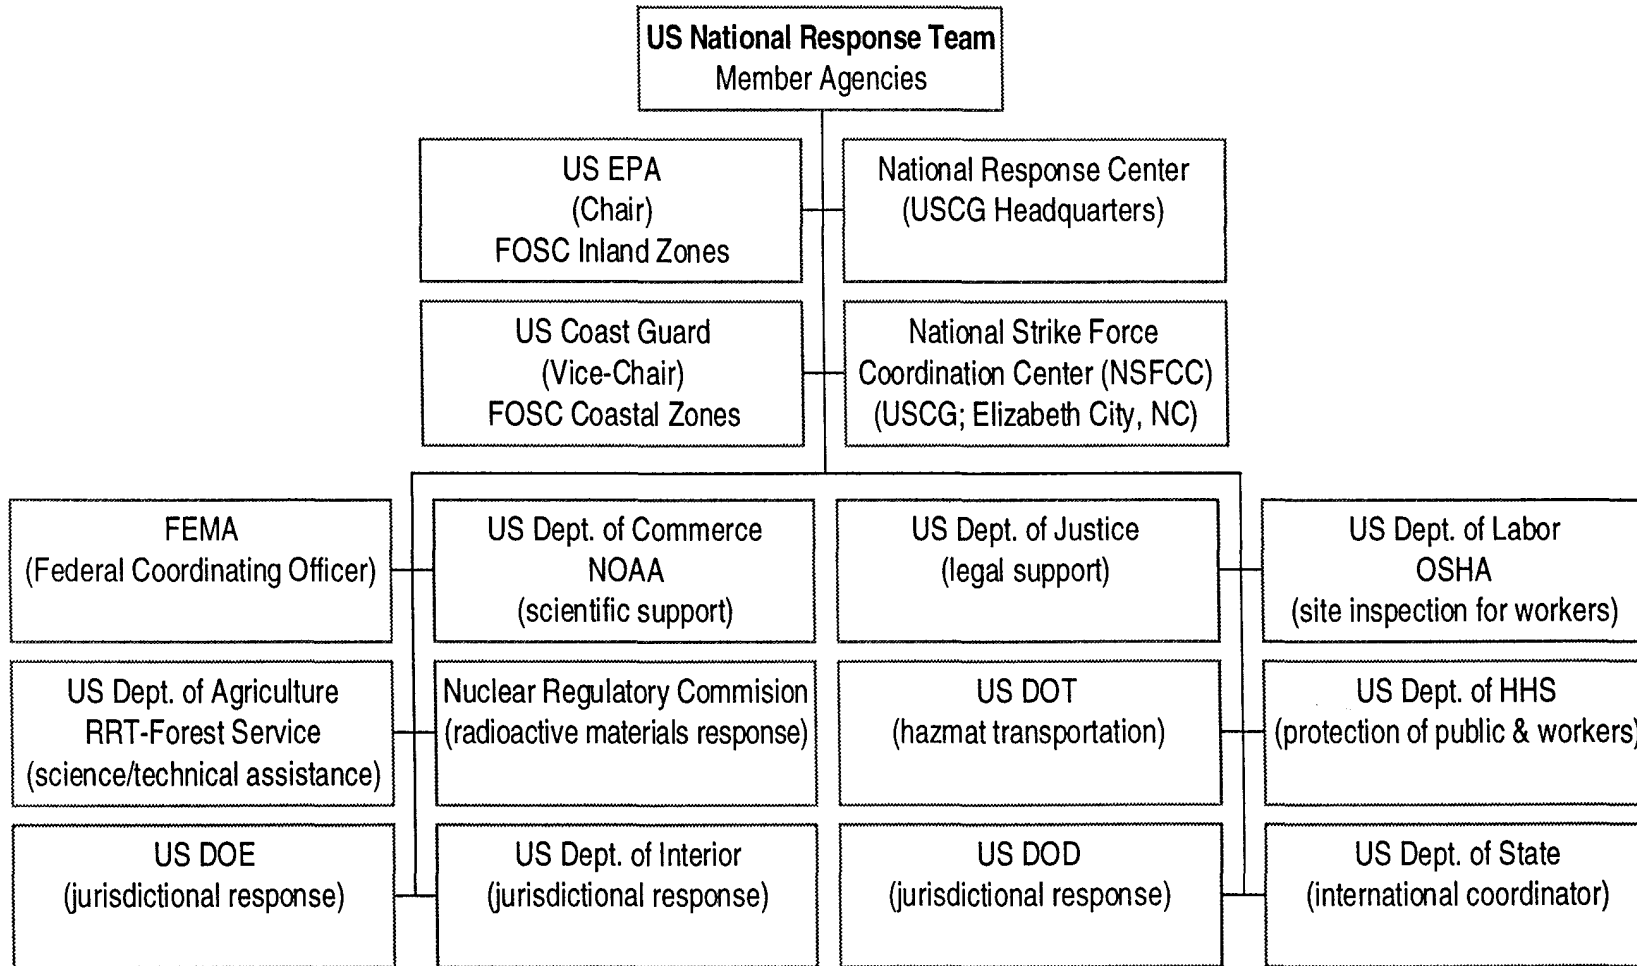 US National Response Team
Member Agencies
US EPA
(Chair)
FOSC Inland Zones
National Response Center
(USCG Headquarters)
US Coast Guard
(Vice-Chair)
FOSC Coastal Zones
National Strike Force
Coordination Center (NSFCC)
(USCG; Elizabeth City, NC)
FEMA
(Federal Coordinating Officer)
US Dept. of Commerce
NOAA
(scientific support)
US Dept. of Justice
(legal support)
US Dept. of Labor
OSHA
(site inspection for workers)
US Dept. of Agriculture
RRT-Forest Service
(science/technical assistance)
Nuclear Regulatory Commision
(radioactive materials response)
US DOT
(hazmat transportation)
US Dept. of HHS
(protection of public & workers)
US DOE
(jurisdictional response)
US Dept. of Interior
(jurisdictional response)
US DOD
(jurisdictional response)
US Dept. of State
(international coordinator)